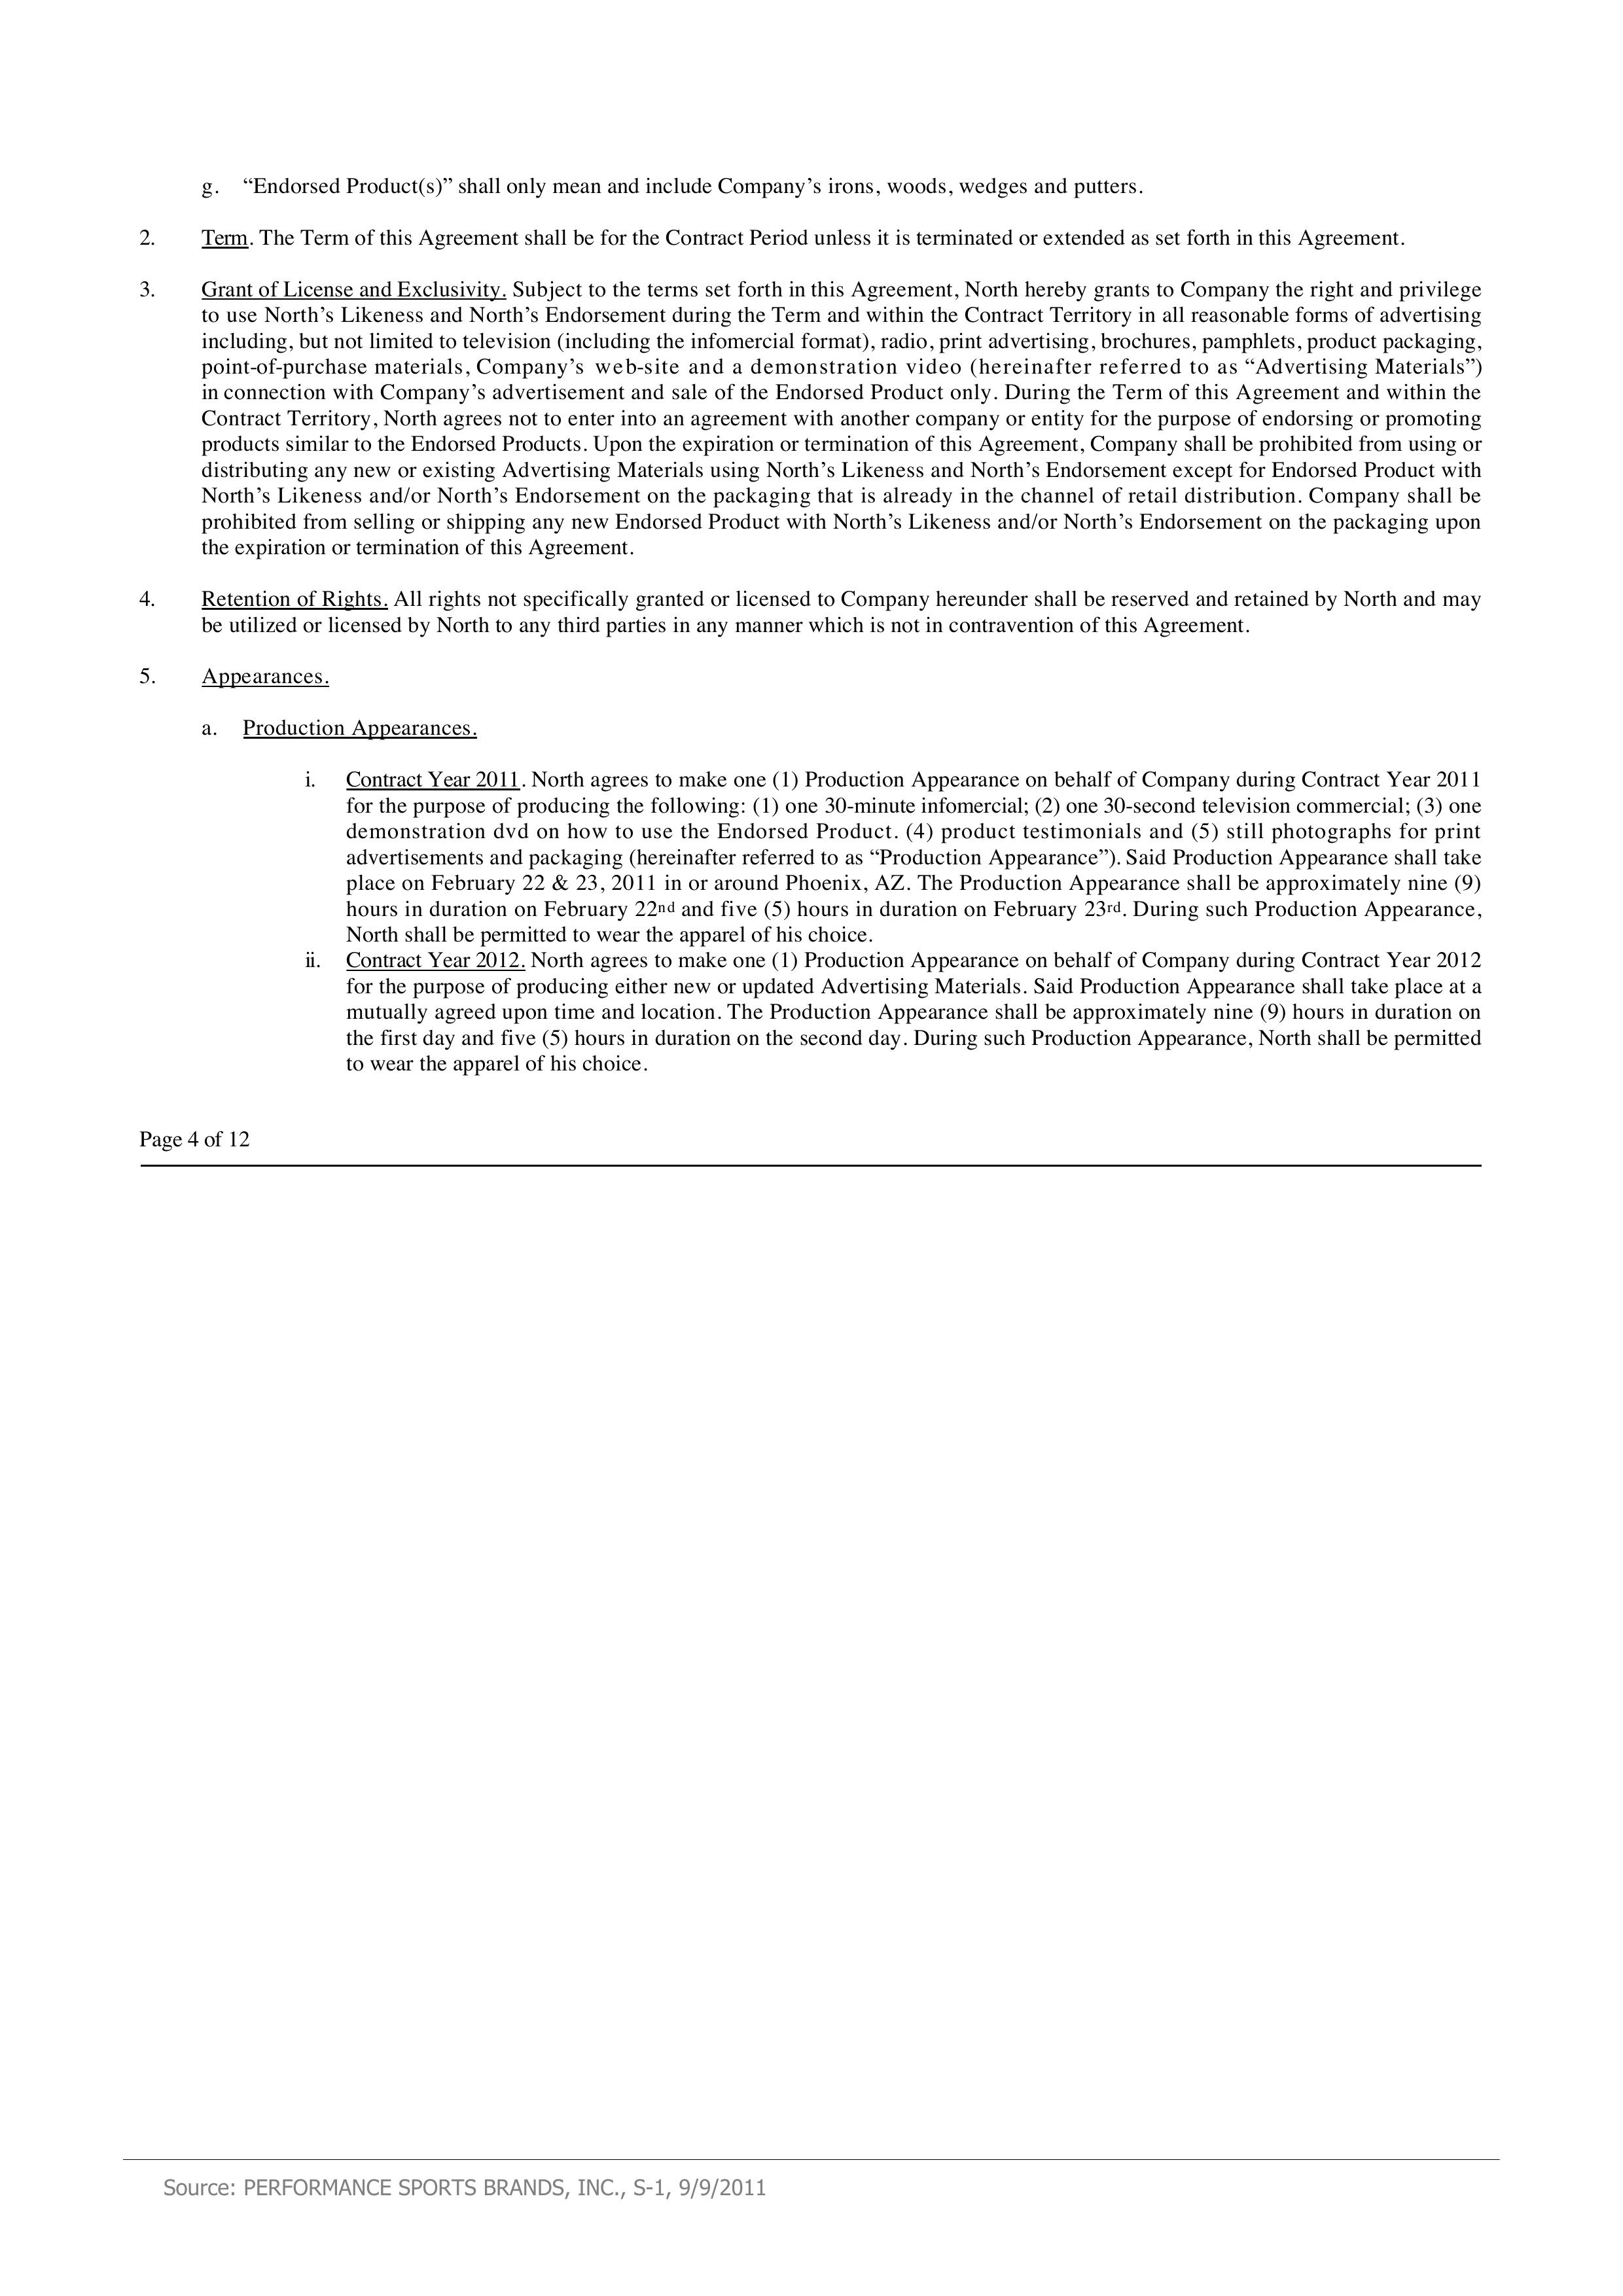 g. “Endorsed Product(s)” shall only mean and include Company’s irons, woods, wedges and putters.
2. Term. The Term of this Agreement shall be for the Contract Period unless it is terminated or extended as set forth in this Agreement.
3. Grant of License and Exclusivity. Subject to the terms set forth in this Agreement, North hereby grants to Company the right and privilege
to use North’s Likeness and North’s Endorsement during the Term and within the Contract Territory in all reasonable forms of advertising
including, but not limited to television (including the infomercial format), radio, print advertising, brochures, pamphlets, product packaging,
point-of-purchase materials, Company’s web-site and a demonstration video (hereinafter referred to as “Advertising Materials”)
in connection with Company’s advertisement and sale of the Endorsed Product only. During the Term of this Agreement and within the
Contract Territory, North agrees not to enter into an agreement with another company or entity for the purpose of endorsing or promoting
products similar to the Endorsed Products. Upon the expiration or termination of this Agreement, Company shall be prohibited from using or
distributing any new or existing Advertising Materials using North’s Likeness and North’s Endorsement except for Endorsed Product with
North’s Likeness and/or North’s Endorsement on the packaging that is already in the channel of retail distribution. Company shall be
prohibited from selling or shipping any new Endorsed Product with North’s Likeness and/or North’s Endorsement on the packaging upon
the expiration or termination of this Agreement.
4. Retention of Rights. All rights not specifically granted or licensed to Company hereunder shall be reserved and retained by North and may
be utilized or licensed by North to any third parties in any manner which is not in contravention of this Agreement.
5. Appearances.
a. Production Appearances.
i. Contract Year 2011. North agrees to make one (1) Production Appearance on behalf of Company during Contract Year 2011
for the purpose of producing the following: (1) one 30-minute infomercial; (2) one 30-second television commercial; (3) one
demonstration dvd on how to use the Endorsed Product. (4) product testimonials and (5) still photographs for print
advertisements and packaging (hereinafter referred to as “Production Appearance”). Said Production Appearance shall take
place on February 22 & 23, 2011 in or around Phoenix, AZ. The Production Appearance shall be approximately nine (9)
hours in duration on February 22nd and five (5) hours in duration on February 23rd. During such Production Appearance,
North shall be permitted to wear the apparel of his choice.
ii. Contract Year 2012. North agrees to make one (1) Production Appearance on behalf of Company during Contract Year 2012
for the purpose of producing either new or updated Advertising Materials. Said Production Appearance shall take place at a
mutually agreed upon time and location. The Production Appearance shall be approximately nine (9) hours in duration on
the first day and five (5) hours in duration on the second day. During such Production Appearance, North shall be permitted
to wear the apparel of his choice.
Page 4 of 12
Source: PERFORMANCE SPORTS BRANDS, INC., S-1, 9/9/2011